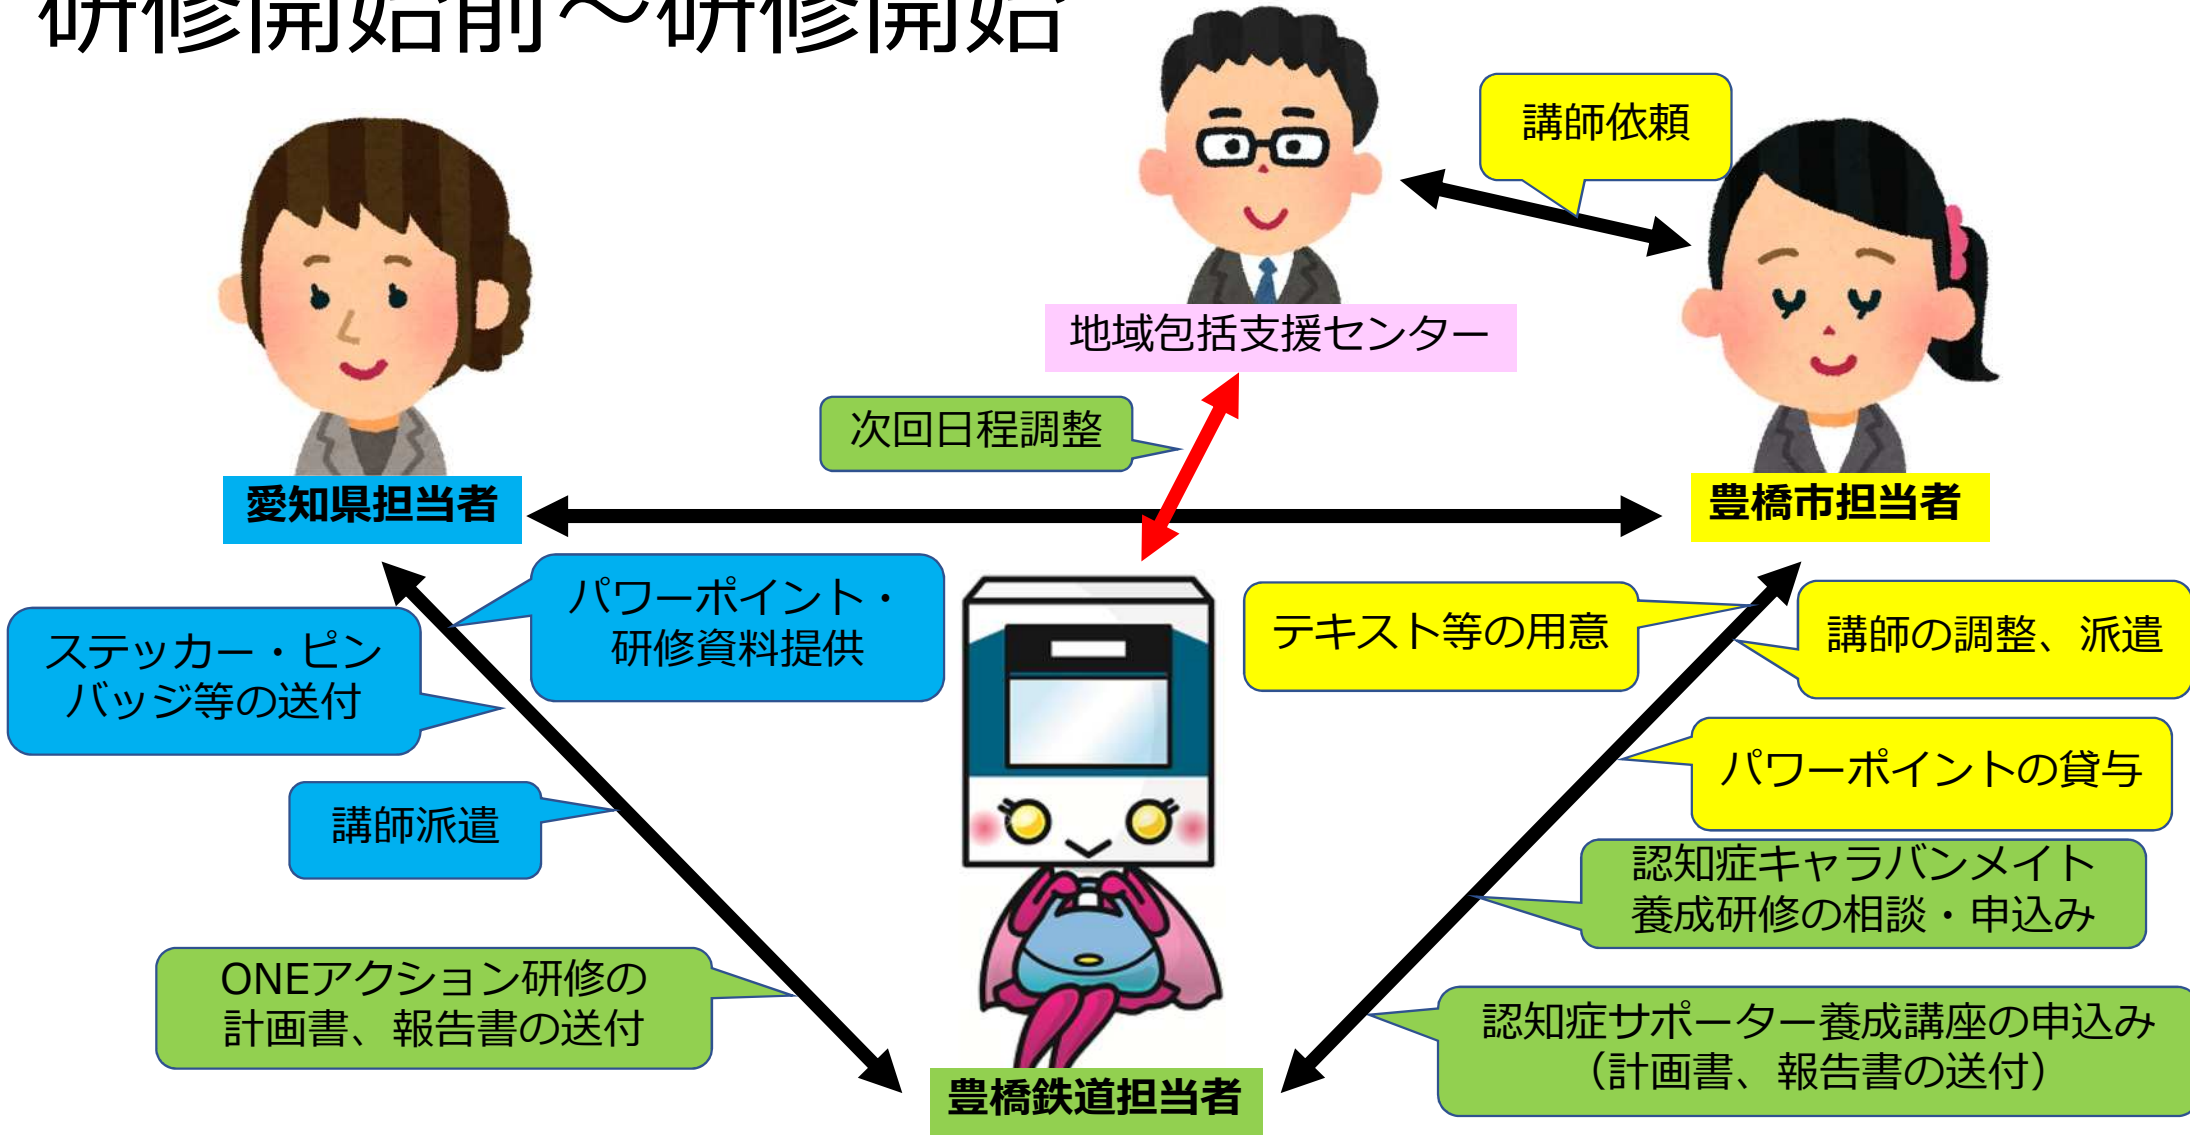 研修開始前～研修開始
講師依頼
地域包括支援センター
次回日程調整
愛知県担当者
豊橋市担当者
パワーポイント・
研修資料提供
ステッカー・ピン
バッジ等の送付
テキスト等の用意
講師の調整、派遣
パワーポイントの貸与
講師派遣
認知症キャラバンメイト
養成研修の相談・申込み
ONEアクション研修の
計画書、報告書の送付
認知症サポーター養成講座の申込み
（計画書、報告書の送付）
豊橋鉄道担当者